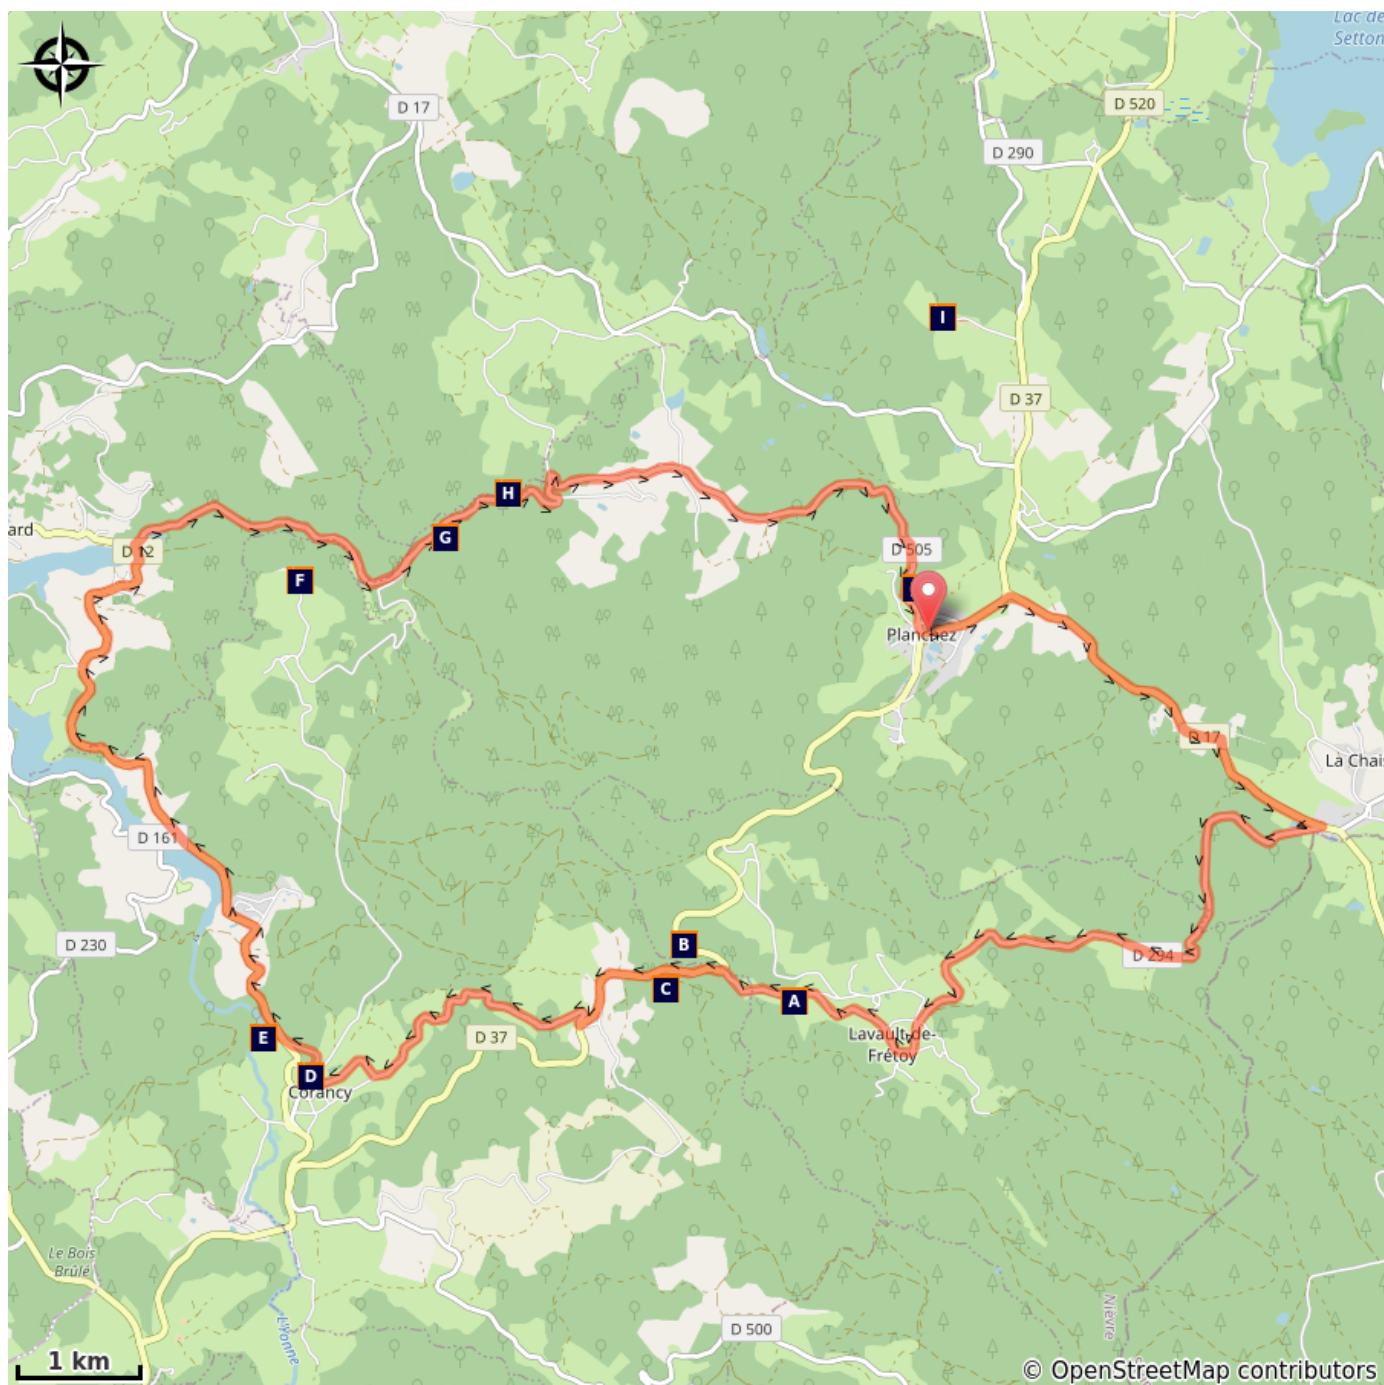 Lac de
Setton
D 17
D 520
D 290
I
D 37
H
G
ard
D 12
D 505
F
Planchez
D 17
La Chais
D 161
D 230
B
D 294
C
A
D 37
Lavault-de-
Frétoy
E
D
Corancy
Le Bois
Brûlé
L'Yonne
Nièvre
D 500
1 km
© OpenStreetMap contributors